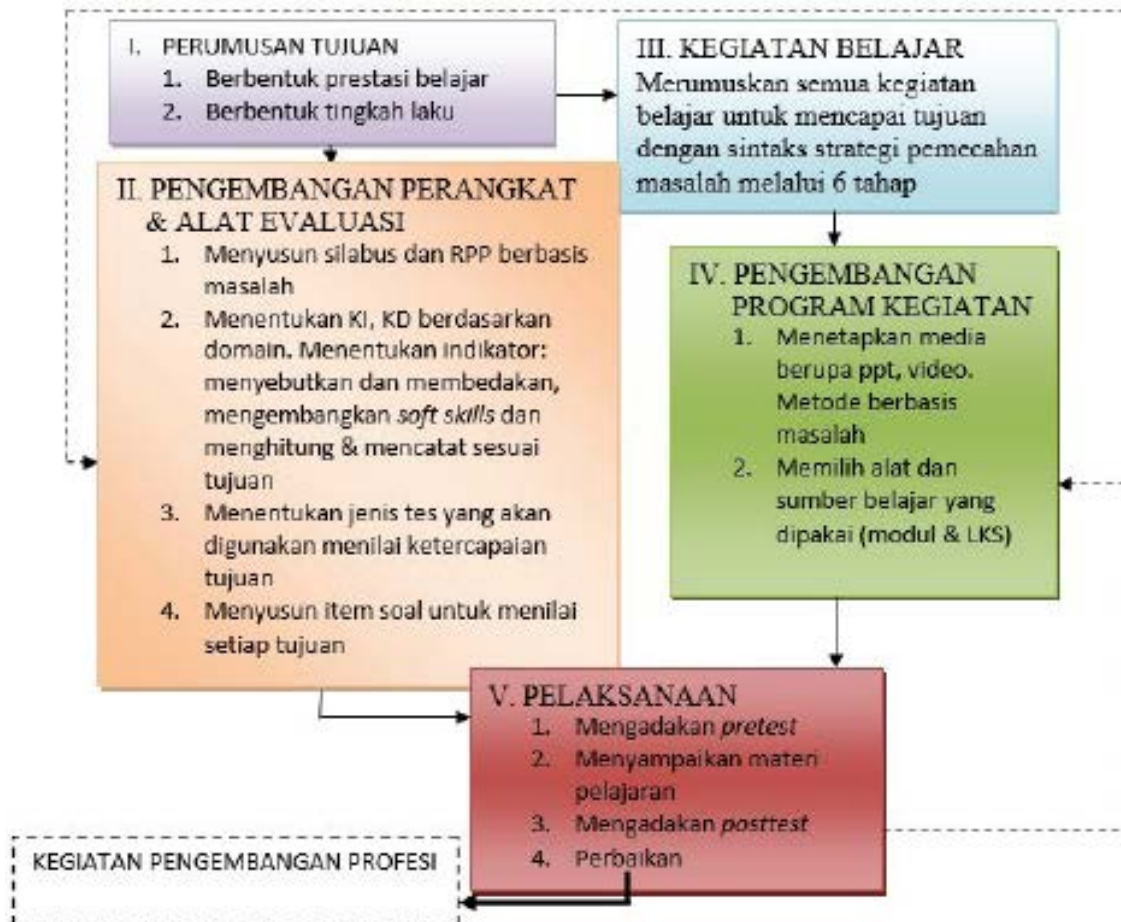 I. PERUMUSAN TUJUAN
1. Berbentuk prestasi belajar
2. Berbentuk tingkah laku
III. KEGIATAN BELAJAR
Merumuskan semua kegiatan
belajar untuk mencapai tujuan
dengan sintaks strategi pemecahan
masalah melalui 6 tahap
II. PENGEMBANGAN PERANGKAT
& ALAT EVALUASI
1. Menyusun silabus dan RPP berbasis
masalah
2. Menentukan KI, KD berdasarkan
domain. Menentukan indikator:
menyebutkan dan membedakan,
mengembangkan soft skills dan
menghitung & mencatat sesuai
tujuan
3. Menentukan jenis tes yang akan
digunakan menilai ketercapaian
tujuan
4. Menyusun item soal untuk menilai
setiap tujuan
IV. PENGEMBANGAN
PROGRAM KEGIATAN
1. Menetapkan media
berupa ppt, video.
Metode berbasis
masalah
2. Memilih alat dan
sumber belajar yang
dipakai (modul & LKS)
V. PELAKSANAAN
1. Mengadakan pretest
2. Menyampaikan materi
pelajaran
3. Mengadakan posttest
4. Perbaikan
KEGIATAN PENGEMBANGAN PROFESI